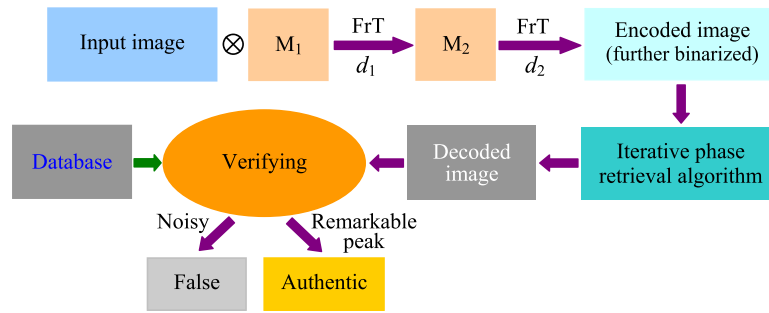 Input image
⊗
M₁
FrT
d₁
M₂
FrT
d₂
Encoded image
(further binarized)
Database
Verifying
Decoded
image
Iterative phase
retrieval algorithm
Noisy
Remarkable
peak
False
Authentic